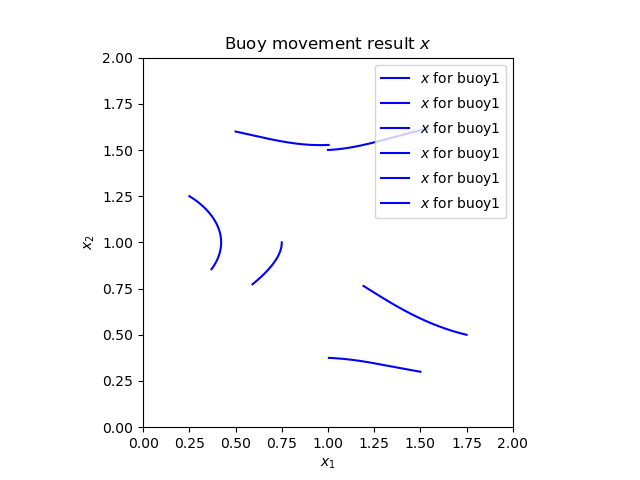 Buoy movement result x
x for buoy1
x for buoy1
x for buoy1
x for buoy1
x for buoy1
x for buoy1
2.00
1.75
1.50
1.25
1.00
0.75
0.50
0.25
0.00
x₂
0.00 0.25 0.50 0.75 1.00 1.25 1.50 1.75 2.00
x₁